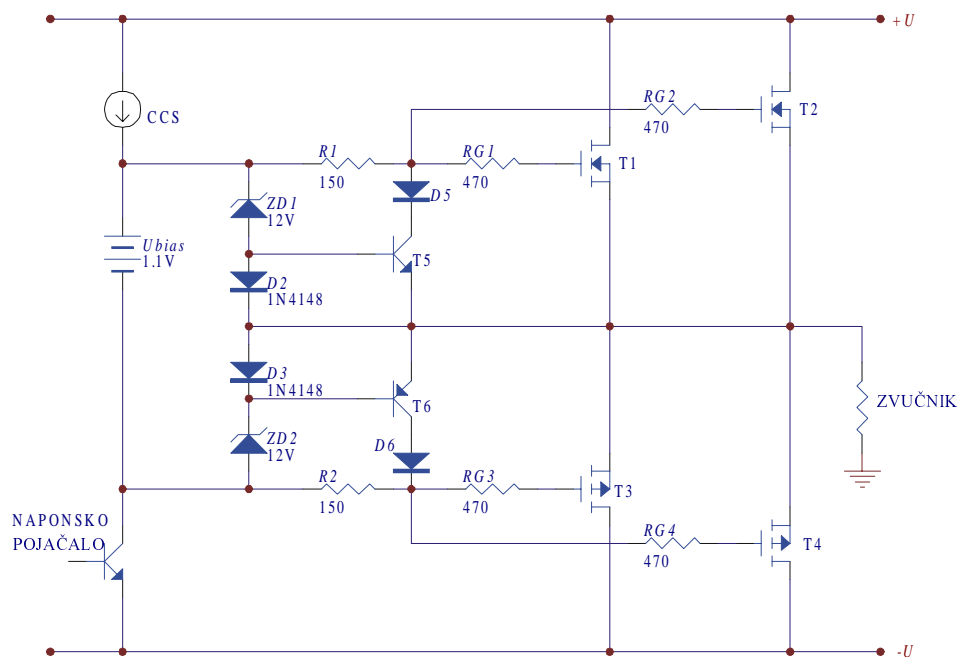 +U
RG2
T2
CCS
470
R1
RG1
T1
150
470
ZD1
D5
12V
Ubias
1.1V
T5
D2
1N4148
D3
1N4148
T6
ZVUČNIK
ZD2
12V
D6
R2
RG3
T3
150
470
NAPONSKO
POJAČALO
RG4
T4
470
-U